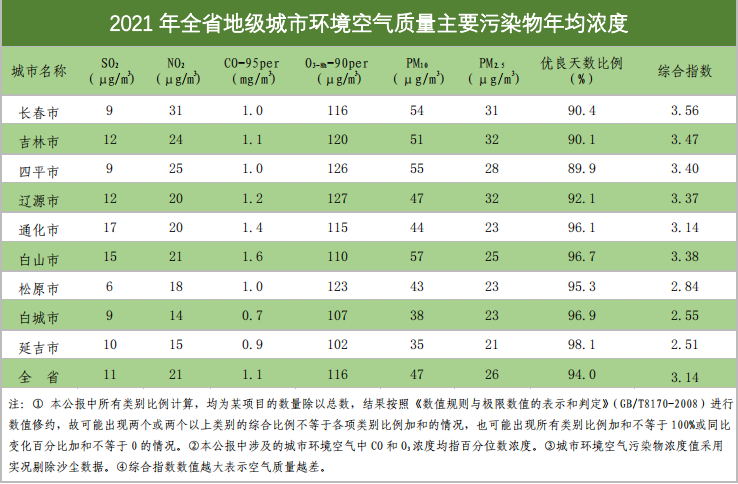 2021 年全省地级城市环境空气质量主要污染物年均浓度
城市名称 SO₂ (μg/m³) NO₂ (μg/m³) CO-95per (mg/m³) O₃₋₈ₕ-90per (μg/m³) PM₁₀ (μg/m³) PM₂.₅ (μg/m³) 优良天数比例 (%) 综合指数
长春市 9 31 1.0 116 54 31 90.4 3.56
吉林市 12 24 1.1 120 51 32 90.1 3.47
四平市 9 25 1.0 126 55 28 89.9 3.40
辽源市 12 20 1.2 127 47 32 92.1 3.37
通化市 17 20 1.4 115 44 23 96.1 3.14
白山市 15 21 1.6 110 57 25 96.7 3.38
松原市 6 18 1.0 123 43 23 95.3 2.84
白城市 9 14 0.7 107 38 23 96.9 2.55
延吉市 10 15 0.9 102 35 21 98.1 2.51
全 省 11 21 1.1 116 47 26 94.0 3.14
注: ① 本公报中所有类别比例计算，均为某项目的数量除以总数，结果按照《数值规则与极限数值的表示和判定》(GB/T8170-2008) 进行
数值修约，故可能出现两个或两个以上类别的综合比例不等于各项类别比例加和的情况，也可能出现所有类别比例加和不等于 100%或同比
变化百分比加和不等于 0 的情况。②本公报中涉及的城市环境空气中 CO 和 O₃浓度均指百分位数浓度。③城市环境空气污染物浓度值采用
实况剔除沙尘数据。④综合指数数值越大表示空气质量越差。